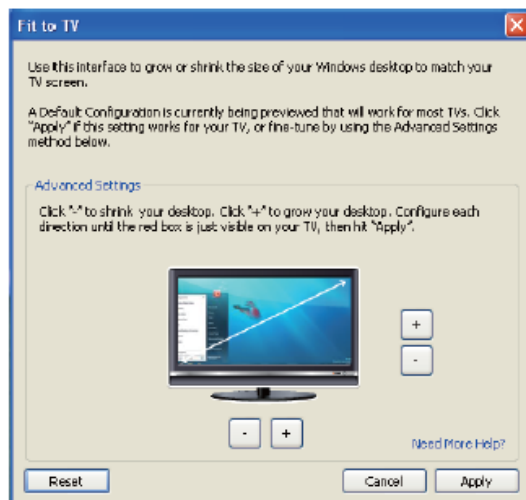 Fit to TV
Use this interface to grow or shrink the size of your Windows desktop to match your
TV screen.
A Default Configuration is currently being previewed that will work for most TVs. Click
"Apply" if this setting works for your TV, or fine-tune by using the Advanced Settings
method below.
Advanced Settings
Click "-" to shrink your desktop. Click "+" to grow your desktop. Configure each
direction until the red box is just visible on your TV, then hit "Apply".
+
-
- +
Need More Help?
Reset Cancel Apply